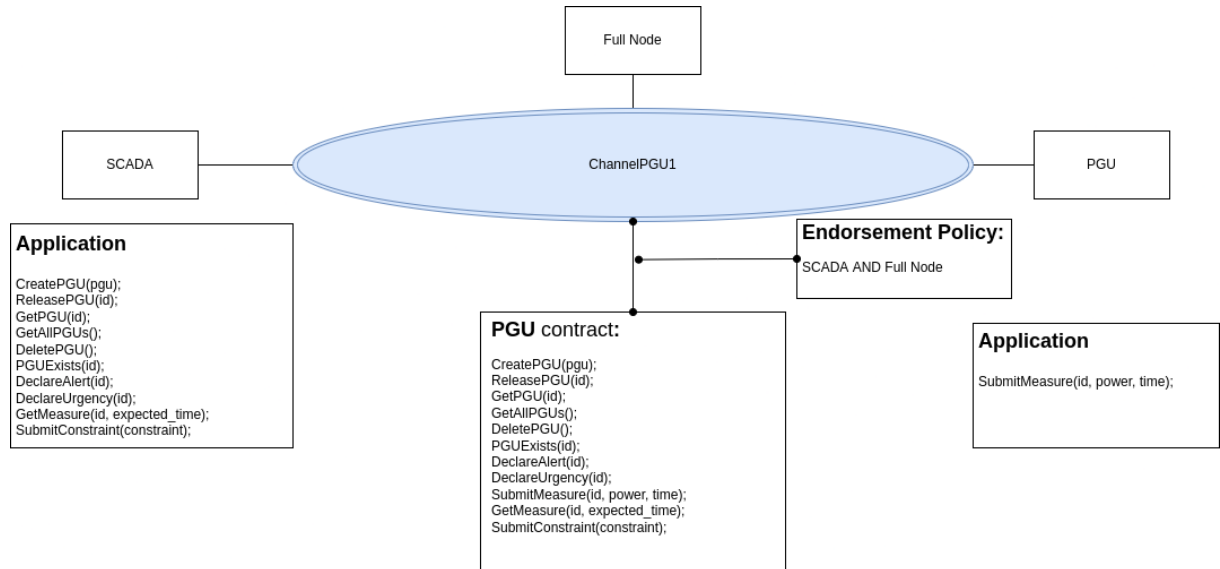 Full Node
SCADA
ChannelPGU1
PGU
Application
CreatePGU(pgu);
ReleasePGU(id);
GetPGU(id);
GetAllPGUs();
DeletePGU();
PGUExists(id);
DeclareAlert(id);
DeclareUrgency(id);
GetMeasure(id, expected_time);
SubmitConstraint(constraint);
Endorsement Policy:
SCADA AND Full Node
PGU contract:
CreatePGU(pgu);
ReleasePGU(id);
GetPGU(id);
GetAllPGUs();
DeletePGU();
PGUExists(id);
DeclareAlert(id);
DeclareUrgency(id);
SubmitMeasure(id, power, time);
GetMeasure(id, expected_time);
SubmitConstraint(constraint);
Application
SubmitMeasure(id, power, time);